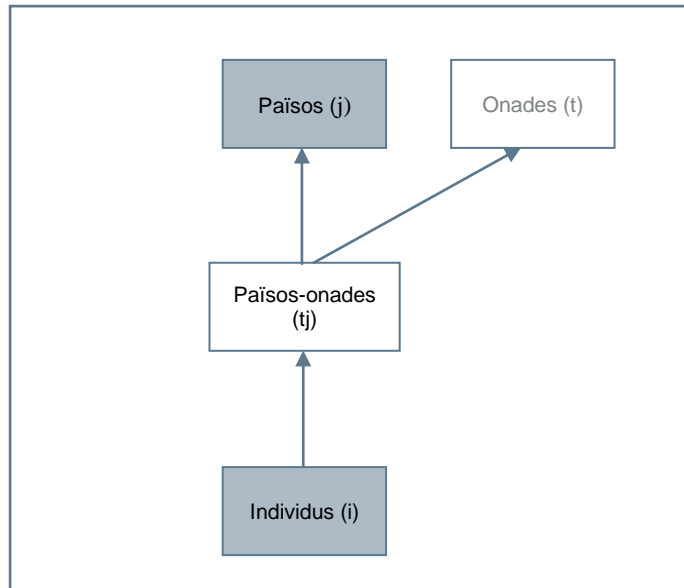 Països (j)
Onades (t)
Països-onades
(tj)
Individus (i)